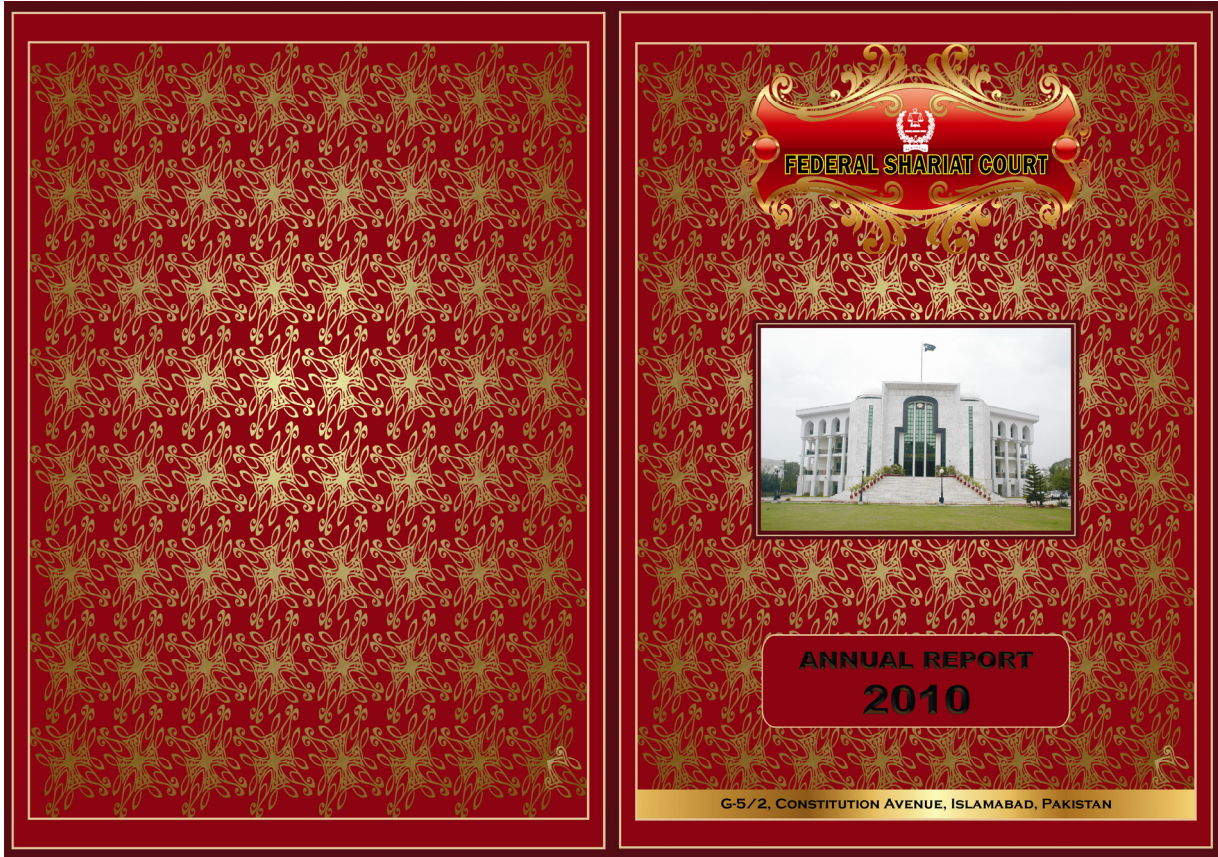 FEDERAL SHARIAT COURT
ANNUAL REPORT
2010
G-5/2, CONSTITUTION AVENUE, ISLAMABAD, PAKISTAN